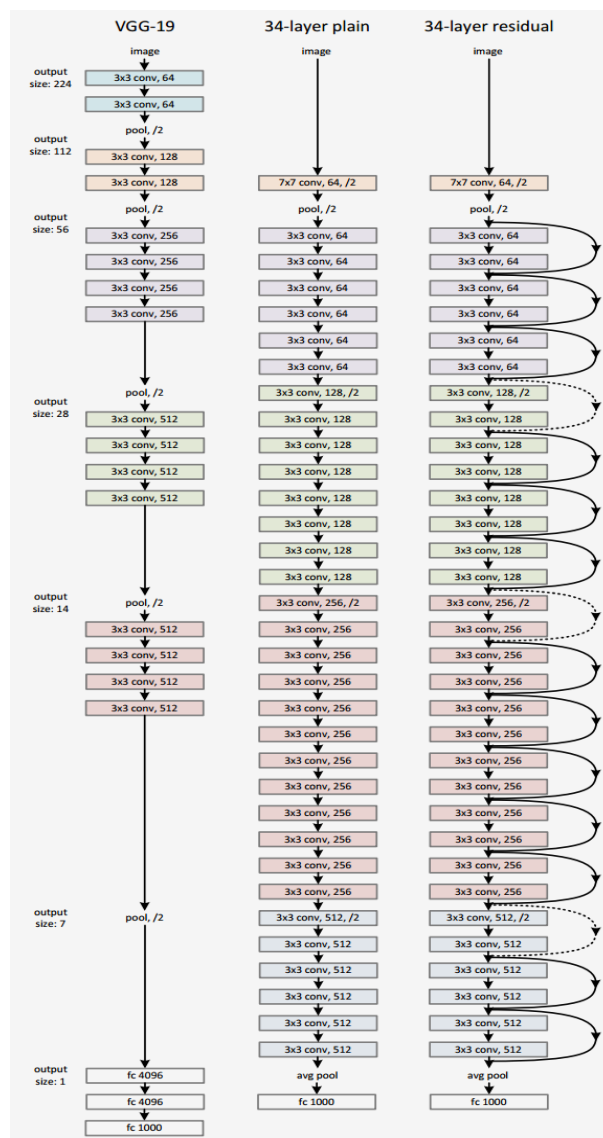 VGG-19
image
output
size: 224
3x3 conv, 64
3x3 conv, 64
pool, /2
output
size: 112
3x3 conv, 128
3x3 conv, 128
pool, /2
output
size: 56
3x3 conv, 256
3x3 conv, 256
3x3 conv, 256
3x3 conv, 256
pool, /2
output
size: 28
3x3 conv, 512
3x3 conv, 512
3x3 conv, 512
3x3 conv, 512
pool, /2
output
size: 14
3x3 conv, 512
3x3 conv, 512
3x3 conv, 512
3x3 conv, 512
output
size: 7
pool, /2
output
size: 1
fc 4096
fc 4096
fc 1000
34-layer plain
image
7x7 conv, 64, /2
pool, /2
3x3 conv, 64
3x3 conv, 64
3x3 conv, 64
3x3 conv, 64
3x3 conv, 64
3x3 conv, 64
3x3 conv, 128, /2
3x3 conv, 128
3x3 conv, 128
3x3 conv, 128
3x3 conv, 128
3x3 conv, 128
3x3 conv, 128
3x3 conv, 128
3x3 conv, 256, /2
3x3 conv, 256
3x3 conv, 256
3x3 conv, 256
3x3 conv, 256
3x3 conv, 256
3x3 conv, 256
3x3 conv, 256
3x3 conv, 256
3x3 conv, 256
3x3 conv, 256
3x3 conv, 256
3x3 conv, 512, /2
3x3 conv, 512
3x3 conv, 512
3x3 conv, 512
3x3 conv, 512
3x3 conv, 512
avg pool
fc 1000
34-layer residual
image
7x7 conv, 64, /2
pool, /2
3x3 conv, 64
3x3 conv, 64
3x3 conv, 64
3x3 conv, 64
3x3 conv, 64
3x3 conv, 64
3x3 conv, 128, /2
3x3 conv, 128
3x3 conv, 128
3x3 conv, 128
3x3 conv, 128
3x3 conv, 128
3x3 conv, 128
3x3 conv, 128
3x3 conv, 256, /2
3x3 conv, 256
3x3 conv, 256
3x3 conv, 256
3x3 conv, 256
3x3 conv, 256
3x3 conv, 256
3x3 conv, 256
3x3 conv, 256
3x3 conv, 256
3x3 conv, 256
3x3 conv, 256
3x3 conv, 512, /2
3x3 conv, 512
3x3 conv, 512
3x3 conv, 512
3x3 conv, 512
3x3 conv, 512
avg pool
fc 1000